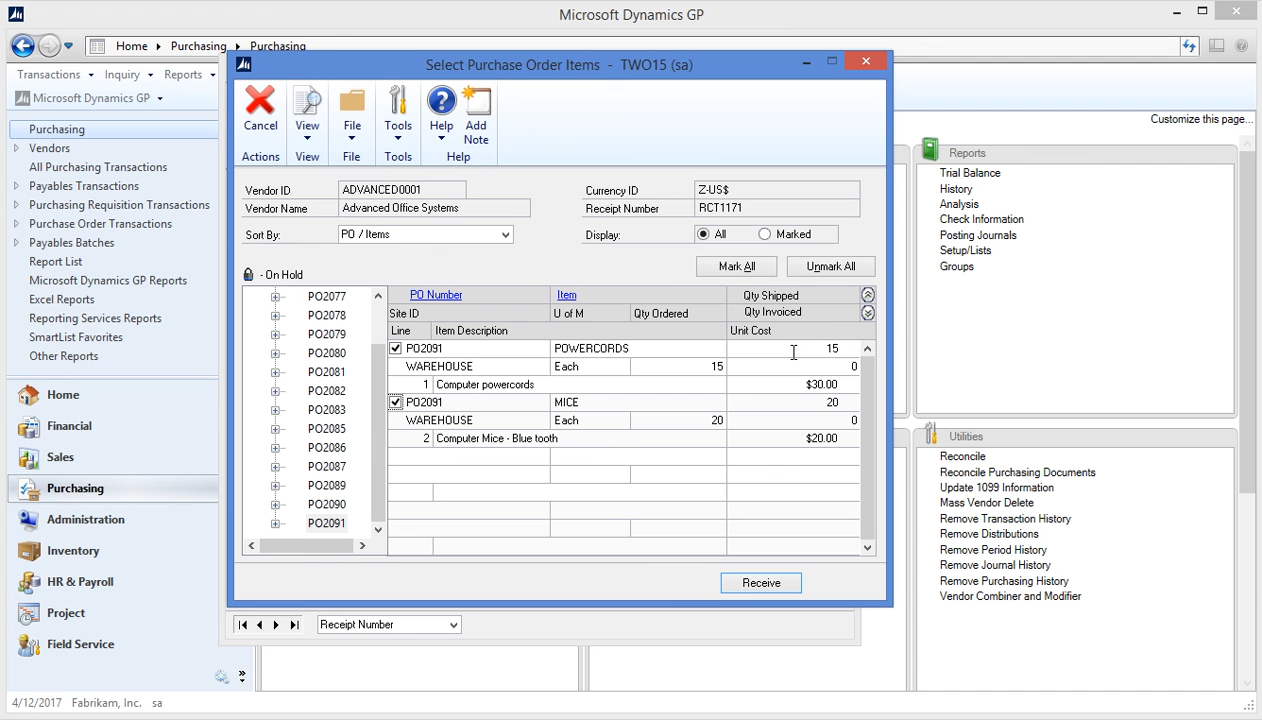 Microsoft Dynamics GP
Home Purchasing Purchasing
Transactions Inquiry Reports
Microsoft Dynamics GP
Customize this page...
Purchasing
Vendors
All Purchasing Transactions
Payables Transactions
Purchasing Requisition Transactions
Purchase Order Transactions
Payables Batches
Report List
Microsoft Dynamics GP Reports
Excel Reports
Reporting Services Reports
SmartList Favorites
Other Reports
Home
Financial
Sales
Purchasing
Administration
Inventory
HR & Payroll
Project
Field Service
4/12/2017 Fabrikam, Inc. sa
Select Purchase Order Items - TWO15 (sa)
Cancel View File Tools Help Add Note
Actions View File Tools Help
Vendor ID ADVANCED0001 Currency ID Z-US$
Vendor Name Advanced Office Systems Receipt Number RCT1171
Sort By: PO / Items Display: All Marked
- On Hold Mark All Unmark All
PO2077
PO2078
PO2079
PO2080
PO2081
PO2082
PO2083
PO2085
PO2086
PO2087
PO2089
PO2090
PO2091
PO Number Item Qty Shipped
Site ID U of M Qty Ordered Qty Invoiced
Line Item Description Unit Cost
PO2091 POWERCORDS 15
WAREHOUSE Each 15 0
1 Computer powercords $30.00
PO2091 MICE 20
WAREHOUSE Each 20 0
2 Computer Mice - Blue tooth $20.00
Receive
Receipt Number
Reports
Trial Balance
History
Analysis
Check Information
Posting Journals
Setup/Lists
Groups
Utilities
Reconcile
Reconcile Purchasing Documents
Update 1099 Information
Mass Vendor Delete
Remove Transaction History
Remove Distributions
Remove Period History
Remove Journal History
Remove Purchasing History
Vendor Combiner and Modifier